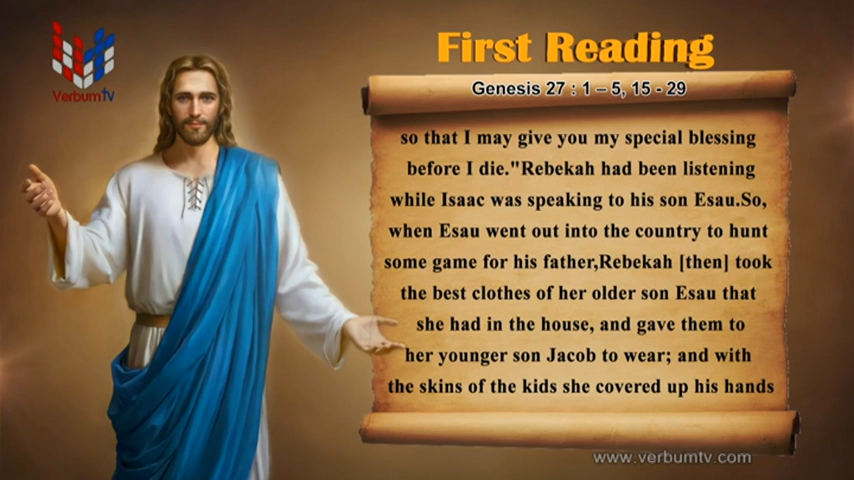 VerbumTV
First Reading
Genesis 27 : 1 – 5, 15 - 29
so that I may give you my special blessing
before I die."Rebekah had been listening
while Isaac was speaking to his son Esau.So,
when Esau went out into the country to hunt
some game for his father,Rebekah [then] took
the best clothes of her older son Esau that
she had in the house, and gave them to
her younger son Jacob to wear; and with
the skins of the kids she covered up his hands
www.verbumtv.com